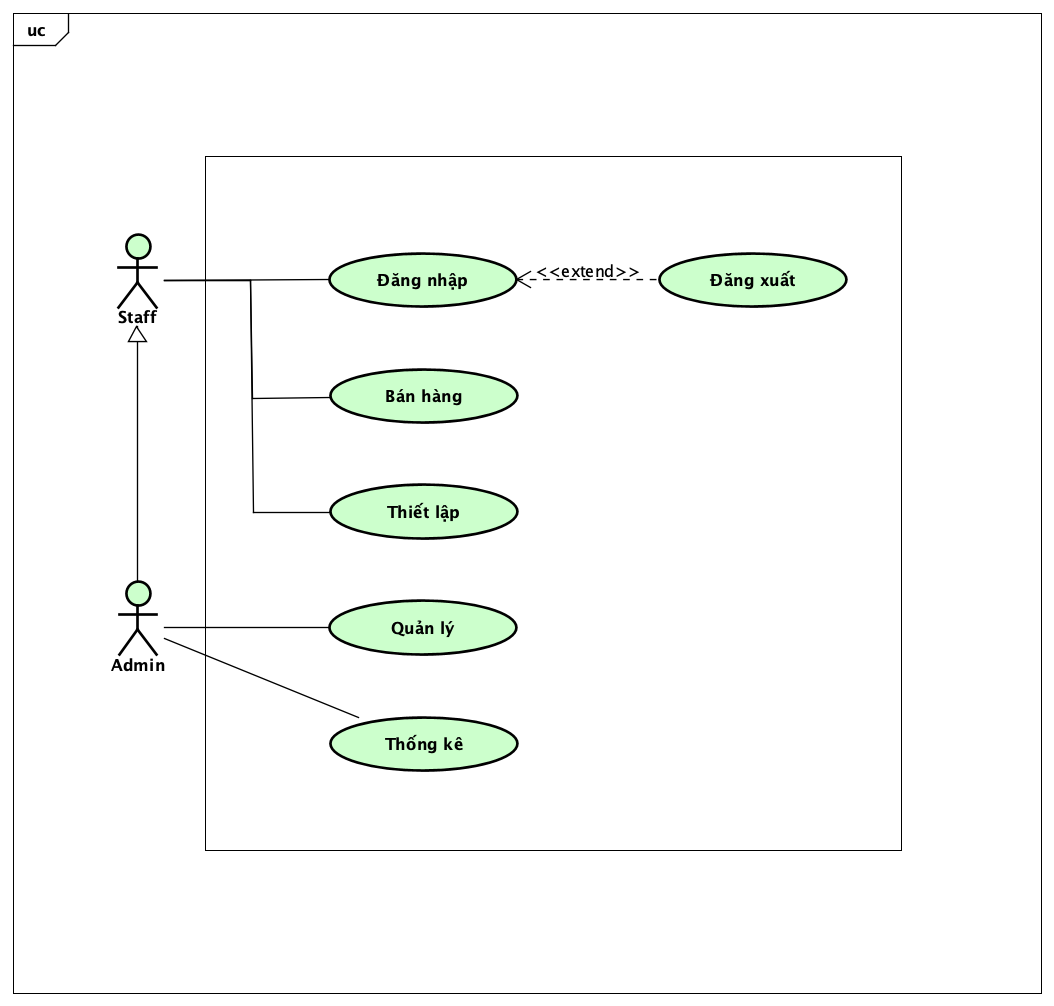 uc
Staff
Đăng nhập
<<extend>>
Đăng xuất
Bán hàng
Thiết lập
Admin
Quản lý
Thống kê